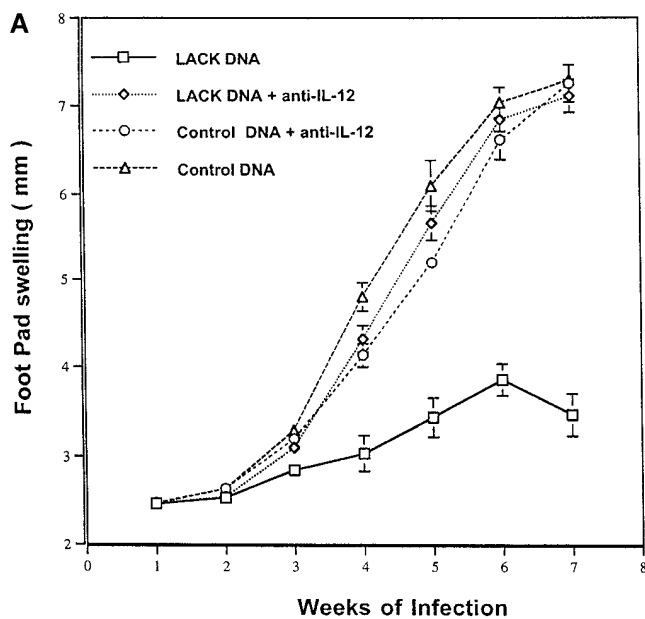 A
8
7
6
5
4
3
2
Foot Pad swelling ( mm )
LACK DNA
LACK DNA + anti-IL-12
Control DNA + anti-IL-12
Control DNA
0 1 2 3 4 5 6 7 8
Weeks of Infection